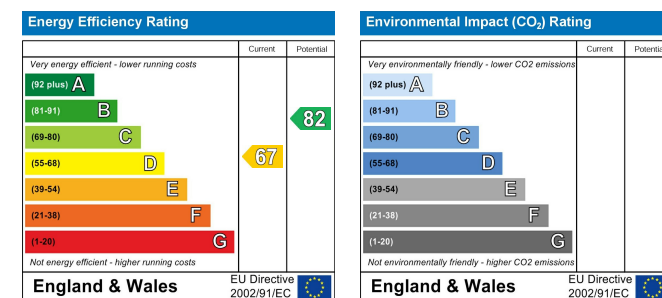 Energy Efficiency Rating
Current Potential
Very energy efficient - lower running costs
(92 plus) A
(81-91) B
82
(69-80) C
(55-68) D
67
(39-54) E
(21-38) F
(1-20) G
Not energy efficient - higher running costs
England & Wales
EU Directive
2002/91/EC
Environmental Impact (CO₂) Rating
Current Potential
Very environmentally friendly - lower CO2 emissions
(92 plus) A
(81-91) B
(69-80) C
(55-68) D
(39-54) E
(21-38) F
(1-20) G
Not environmentally friendly - higher CO2 emissions
England & Wales
EU Directive
2002/91/EC